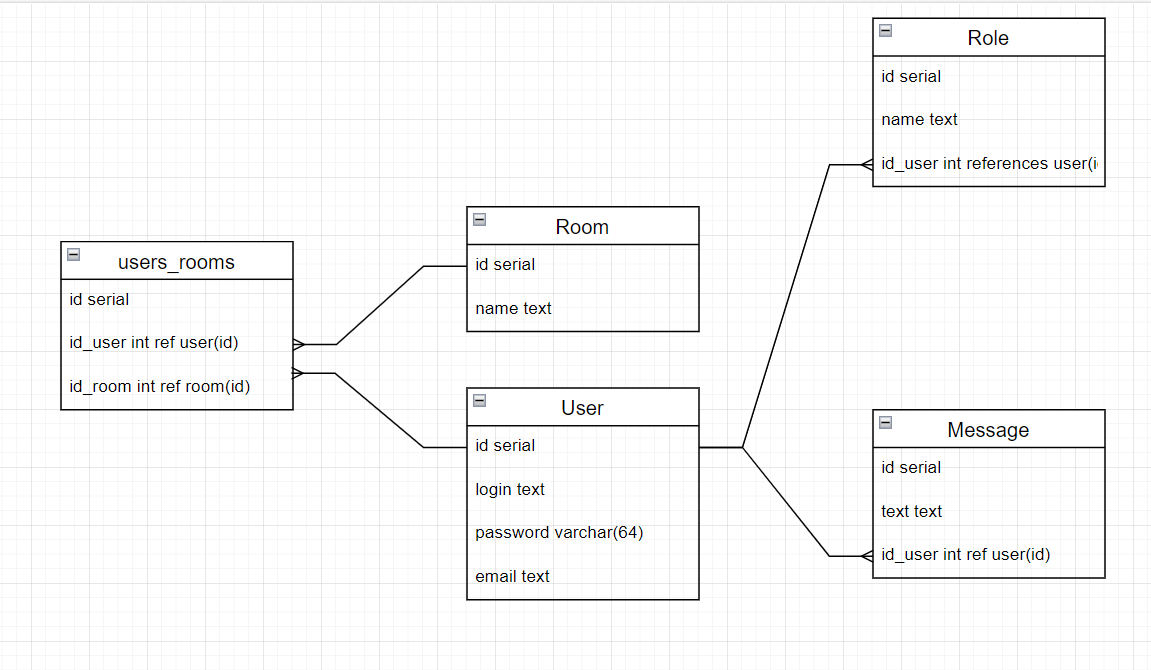 Role
id serial
name text
id_user int references user(i
Room
id serial
name text
users_rooms
id serial
id_user int ref user(id)
id_room int ref room(id)
User
id serial
login text
password varchar(64)
email text
Message
id serial
text text
id_user int ref user(id)